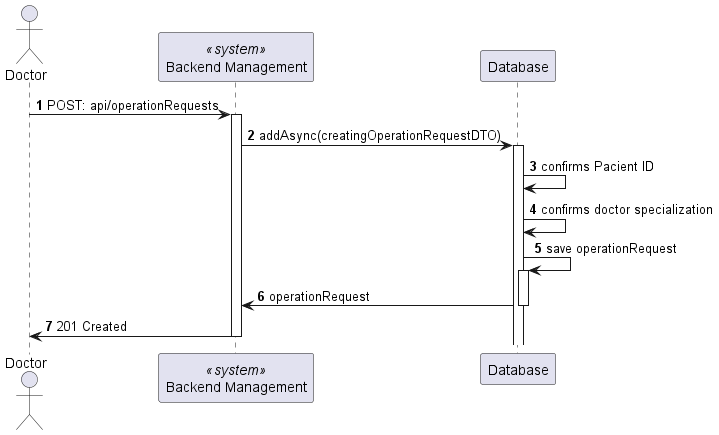 Doctor
«system»
Backend Management
Database
1 POST: api/operationRequests
2 addAsync(creatingOperationRequestDTO)
3 confirms Pacient ID
4 confirms doctor specialization
5 save operationRequest
6 operationRequest
7 201 Created
Doctor
«system»
Backend Management
Database